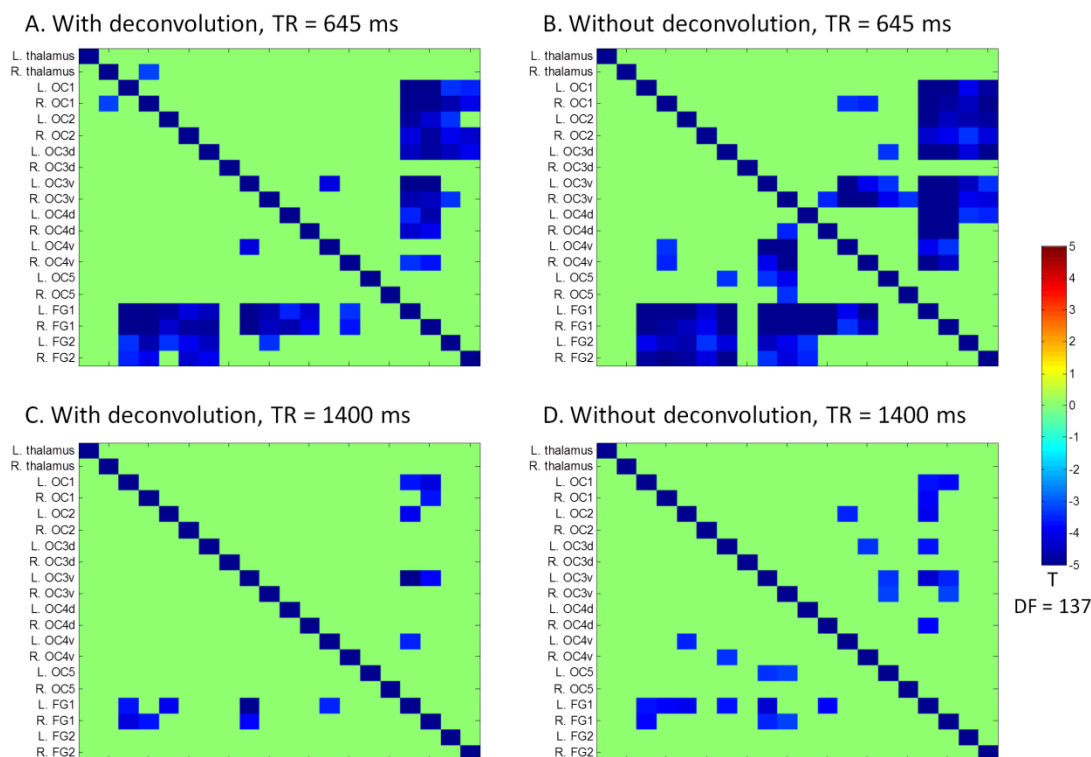 A. With deconvolution, TR = 645 ms
L. thalamus
R. thalamus
L. OC1
R. OC1
L. OC2
R. OC2
L. OC3d
R. OC3d
L. OC3v
R. OC3v
L. OC4d
R. OC4d
L. OC4v
R. OC4v
L. OC5
R. OC5
L. FG1
R. FG1
L. FG2
R. FG2
B. Without deconvolution, TR = 645 ms
L. thalamus
R. thalamus
L. OC1
R. OC1
L. OC2
R. OC2
L. OC3d
R. OC3d
L. OC3v
R. OC3v
L. OC4d
R. OC4d
L. OC4v
R. OC4v
L. OC5
R. OC5
L. FG1
R. FG1
L. FG2
R. FG2
C. With deconvolution, TR = 1400 ms
L. thalamus
R. thalamus
L. OC1
R. OC1
L. OC2
R. OC2
L. OC3d
R. OC3d
L. OC3v
R. OC3v
L. OC4d
R. OC4d
L. OC4v
R. OC4v
L. OC5
R. OC5
L. FG1
R. FG1
L. FG2
R. FG2
D. Without deconvolution, TR = 1400 ms
L. thalamus
R. thalamus
L. OC1
R. OC1
L. OC2
R. OC2
L. OC3d
R. OC3d
L. OC3v
R. OC3v
L. OC4d
R. OC4d
L. OC4v
R. OC4v
L. OC5
R. OC5
L. FG1
R. FG1
L. FG2
R. FG2
5
4
3
2
1
0
-1
-2
-3
-4
-5
T
DF = 137